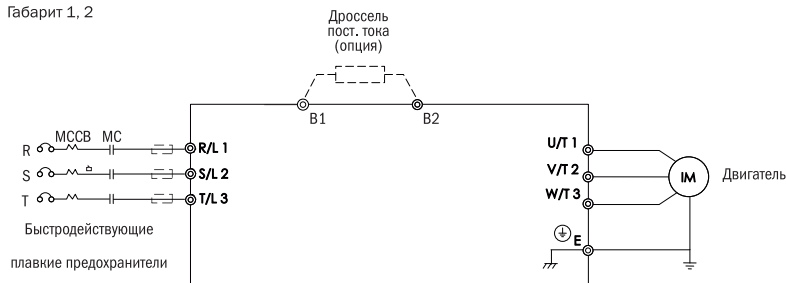 Габарит 1, 2
Дроссель
пост. тока
(опция)
B1
B2
MCCB MC
R
R/L 1
S
S/L 2
T
T/L 3
U/T 1
V/T 2
W/T 3
IM
Двигатель
E
Быстродействующие
плавкие предохранители